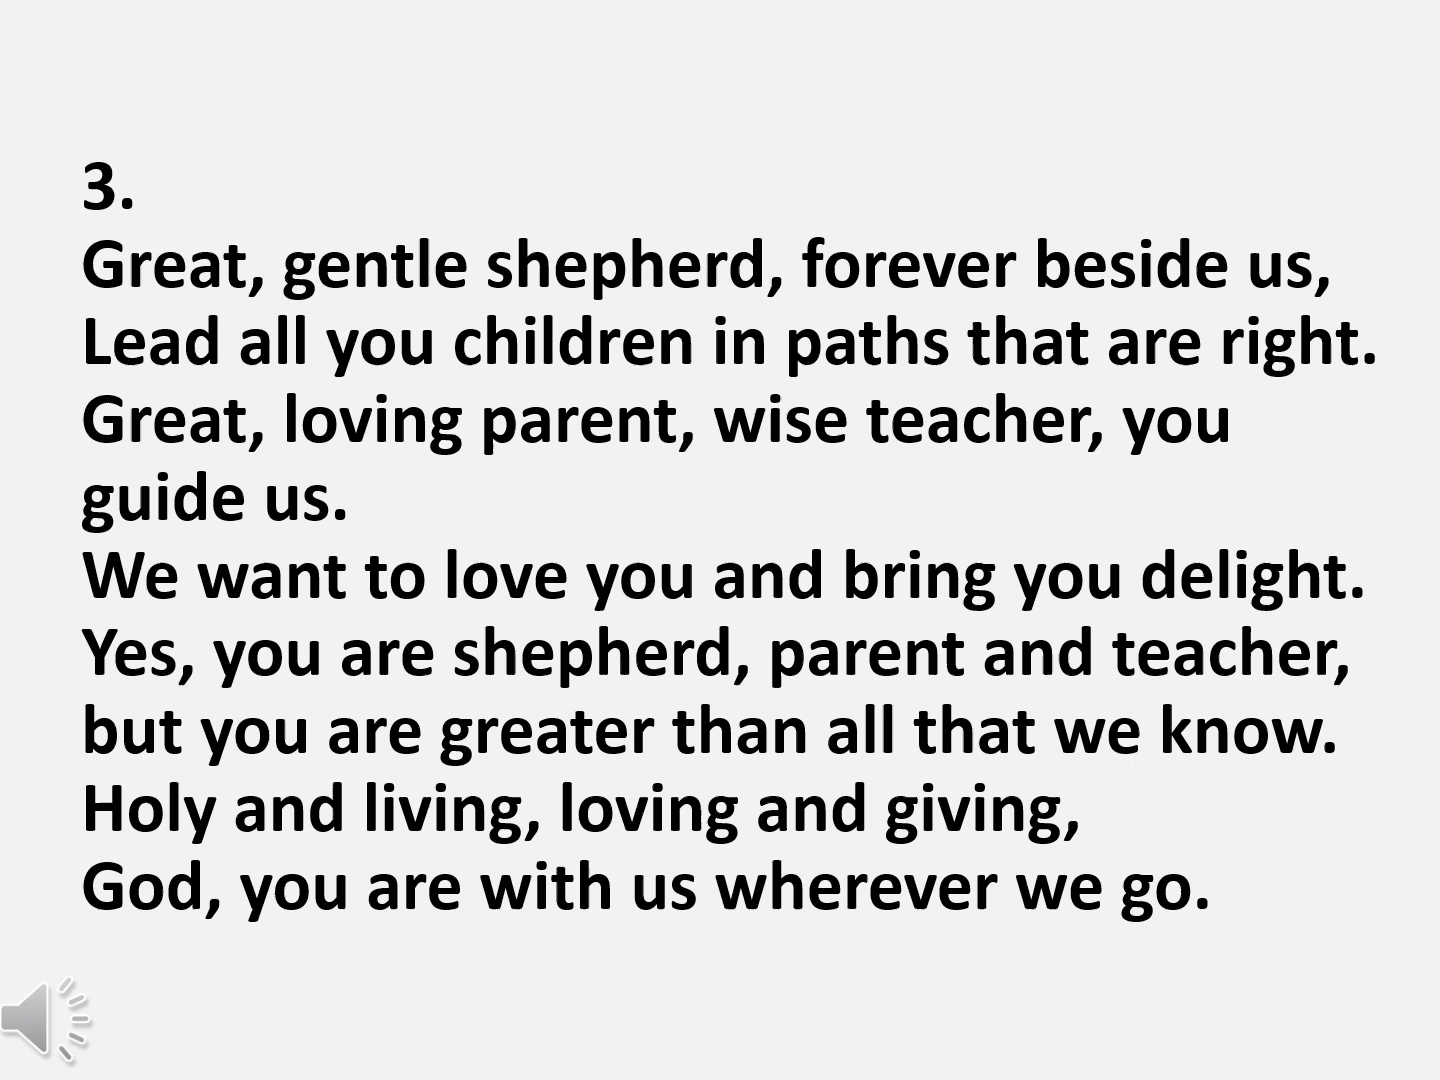 3.
Great, gentle shepherd, forever beside us,
Lead all you children in paths that are right.
Great, loving parent, wise teacher, you
guide us.
We want to love you and bring you delight.
Yes, you are shepherd, parent and teacher,
but you are greater than all that we know.
Holy and living, loving and giving,
God, you are with us wherever we go.